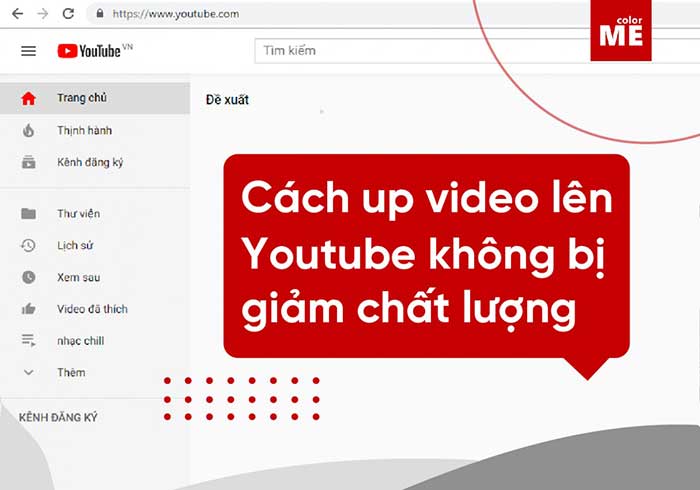 https://www.youtube.com
color
ME
YouTube VN
Tìm kiếm
Trang chủ
Đề xuất
Thịnh hành
Kênh đăng ký
Thư viện
Lịch sử
Xem sau
Video đã thích
nhạc chill
Thêm
KÊNH ĐĂNG KÝ
Cách up video lên
Youtube không bị
giảm chất lượng